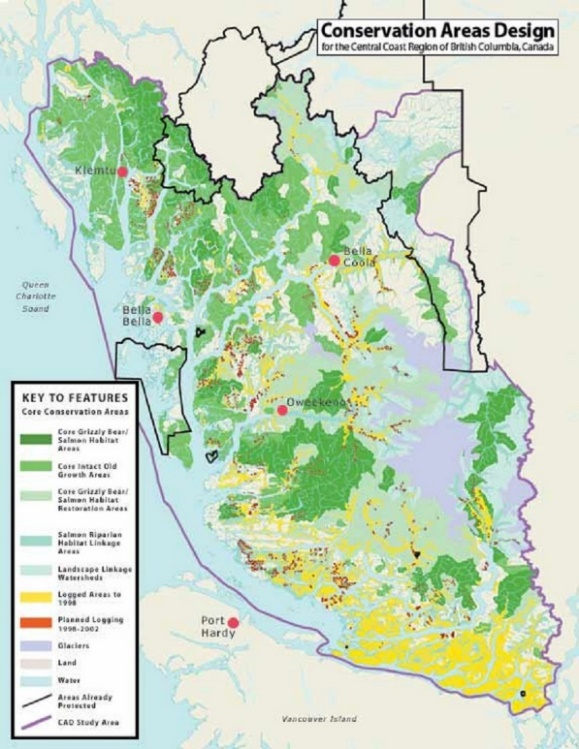 Conservation Areas Design
for the Central Coast Region of British Columbia, Canada
Klemtu
Bella
Coola
Queen
Charlotte
Sound
Bella
Bella
Oweekeno
KEY TO FEATURES
Core Conservation Areas
Core Grizzly Bear/
Salmon Habitat
Areas
Core Intact Old
Growth Areas
Core Grizzly Bear/
Salmon Habitat
Restoration Areas
Salmon Riparian
Habitat Linkage
Areas
Landscape Linkage
Watersheds
Logged Areas to
1998
Planned Logging
1998-2002
Glaciers
Land
Water
Areas Already
Protected
CAD Study Area
Port
Hardy
Vancouver Island